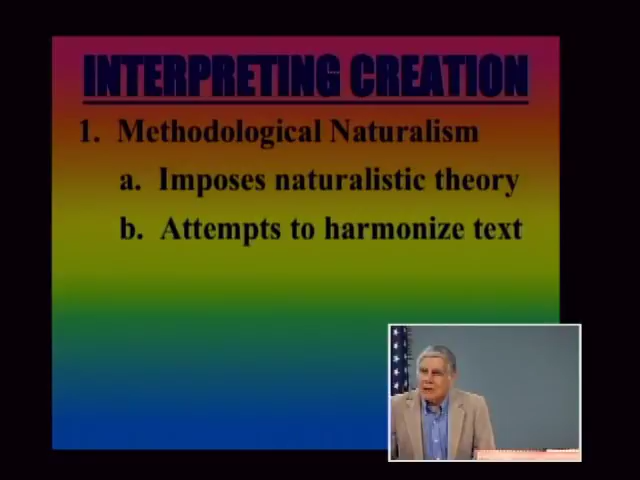 INTERPRETING CREATION
1. Methodological Naturalism
a. Imposes naturalistic theory
b. Attempts to harmonize text